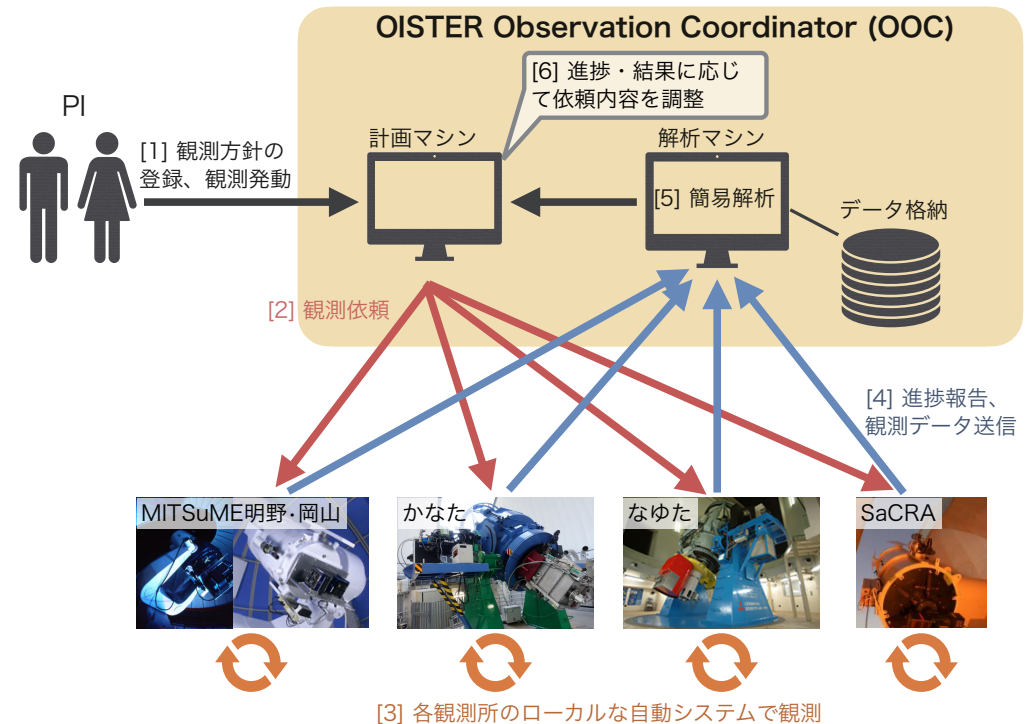 OISTER Observation Coordinator (OOC)
[6] 進捗・結果に応じ
て依頼内容を調整
PI
[1] 観測方針の
登録、観測発動
計画マシン
解析マシン
[5] 簡易解析
データ格納
[2] 観測依頼
[4] 進捗報告、
観測データ送信
MITSuME明野・岡山
かなた
なゆた
SaCRA
[3] 各観測所のローカルな自動システムで観測